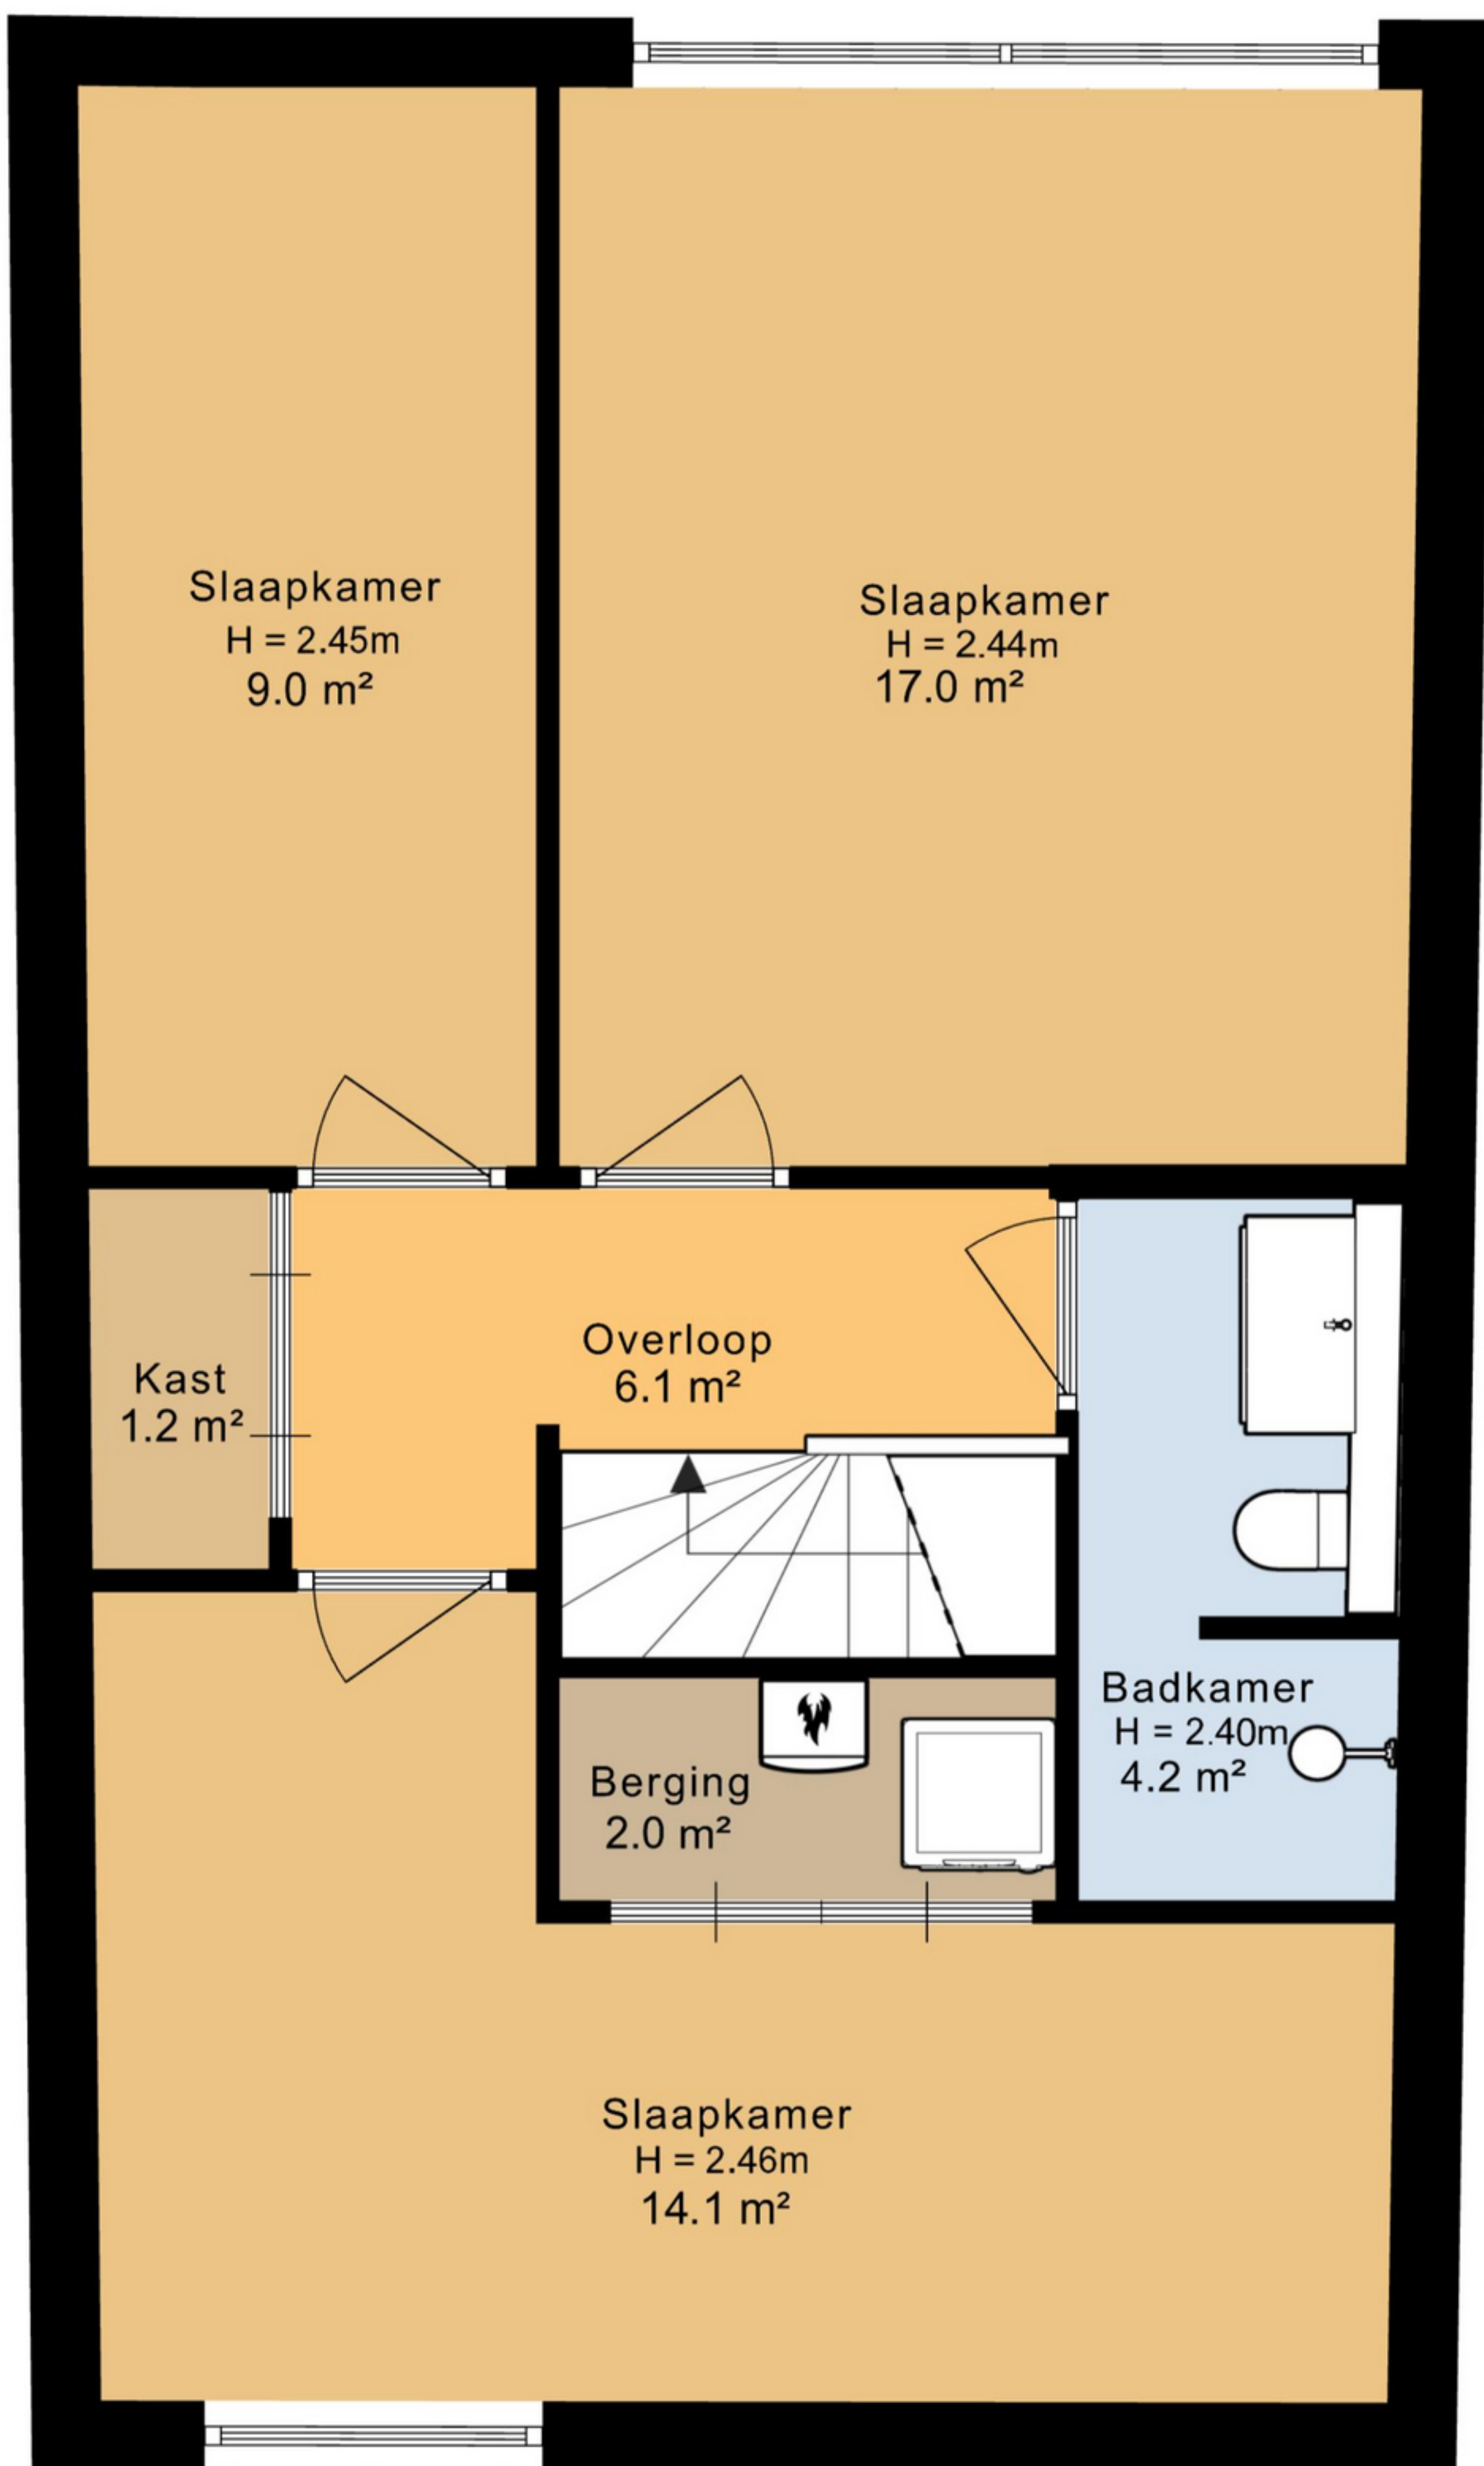 Slaapkamer
H = 2.45m
9.0 m²
Slaapkamer
H = 2.44m
17.0 m²
Overloop
6.1 m²
Kast
1.2 m²
Badkamer
H = 2.40m
4.2 m²
Berging
2.0 m²
Slaapkamer
H = 2.46m
14.1 m²